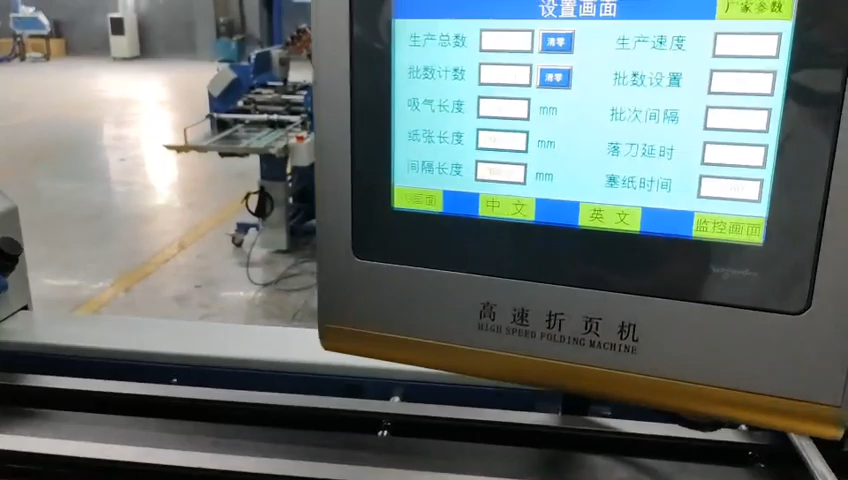 设置画面
厂家参数
生产总数 清零 生产速度
批数计数 清零 批数设置
吸气长度 mm 批次间隔
纸张长度 mm 落刀延时
间隔长度 mm 塞纸时间
中文 英文 监控画面
高速折页机
HIGH SPEED FOLDING MACHINE